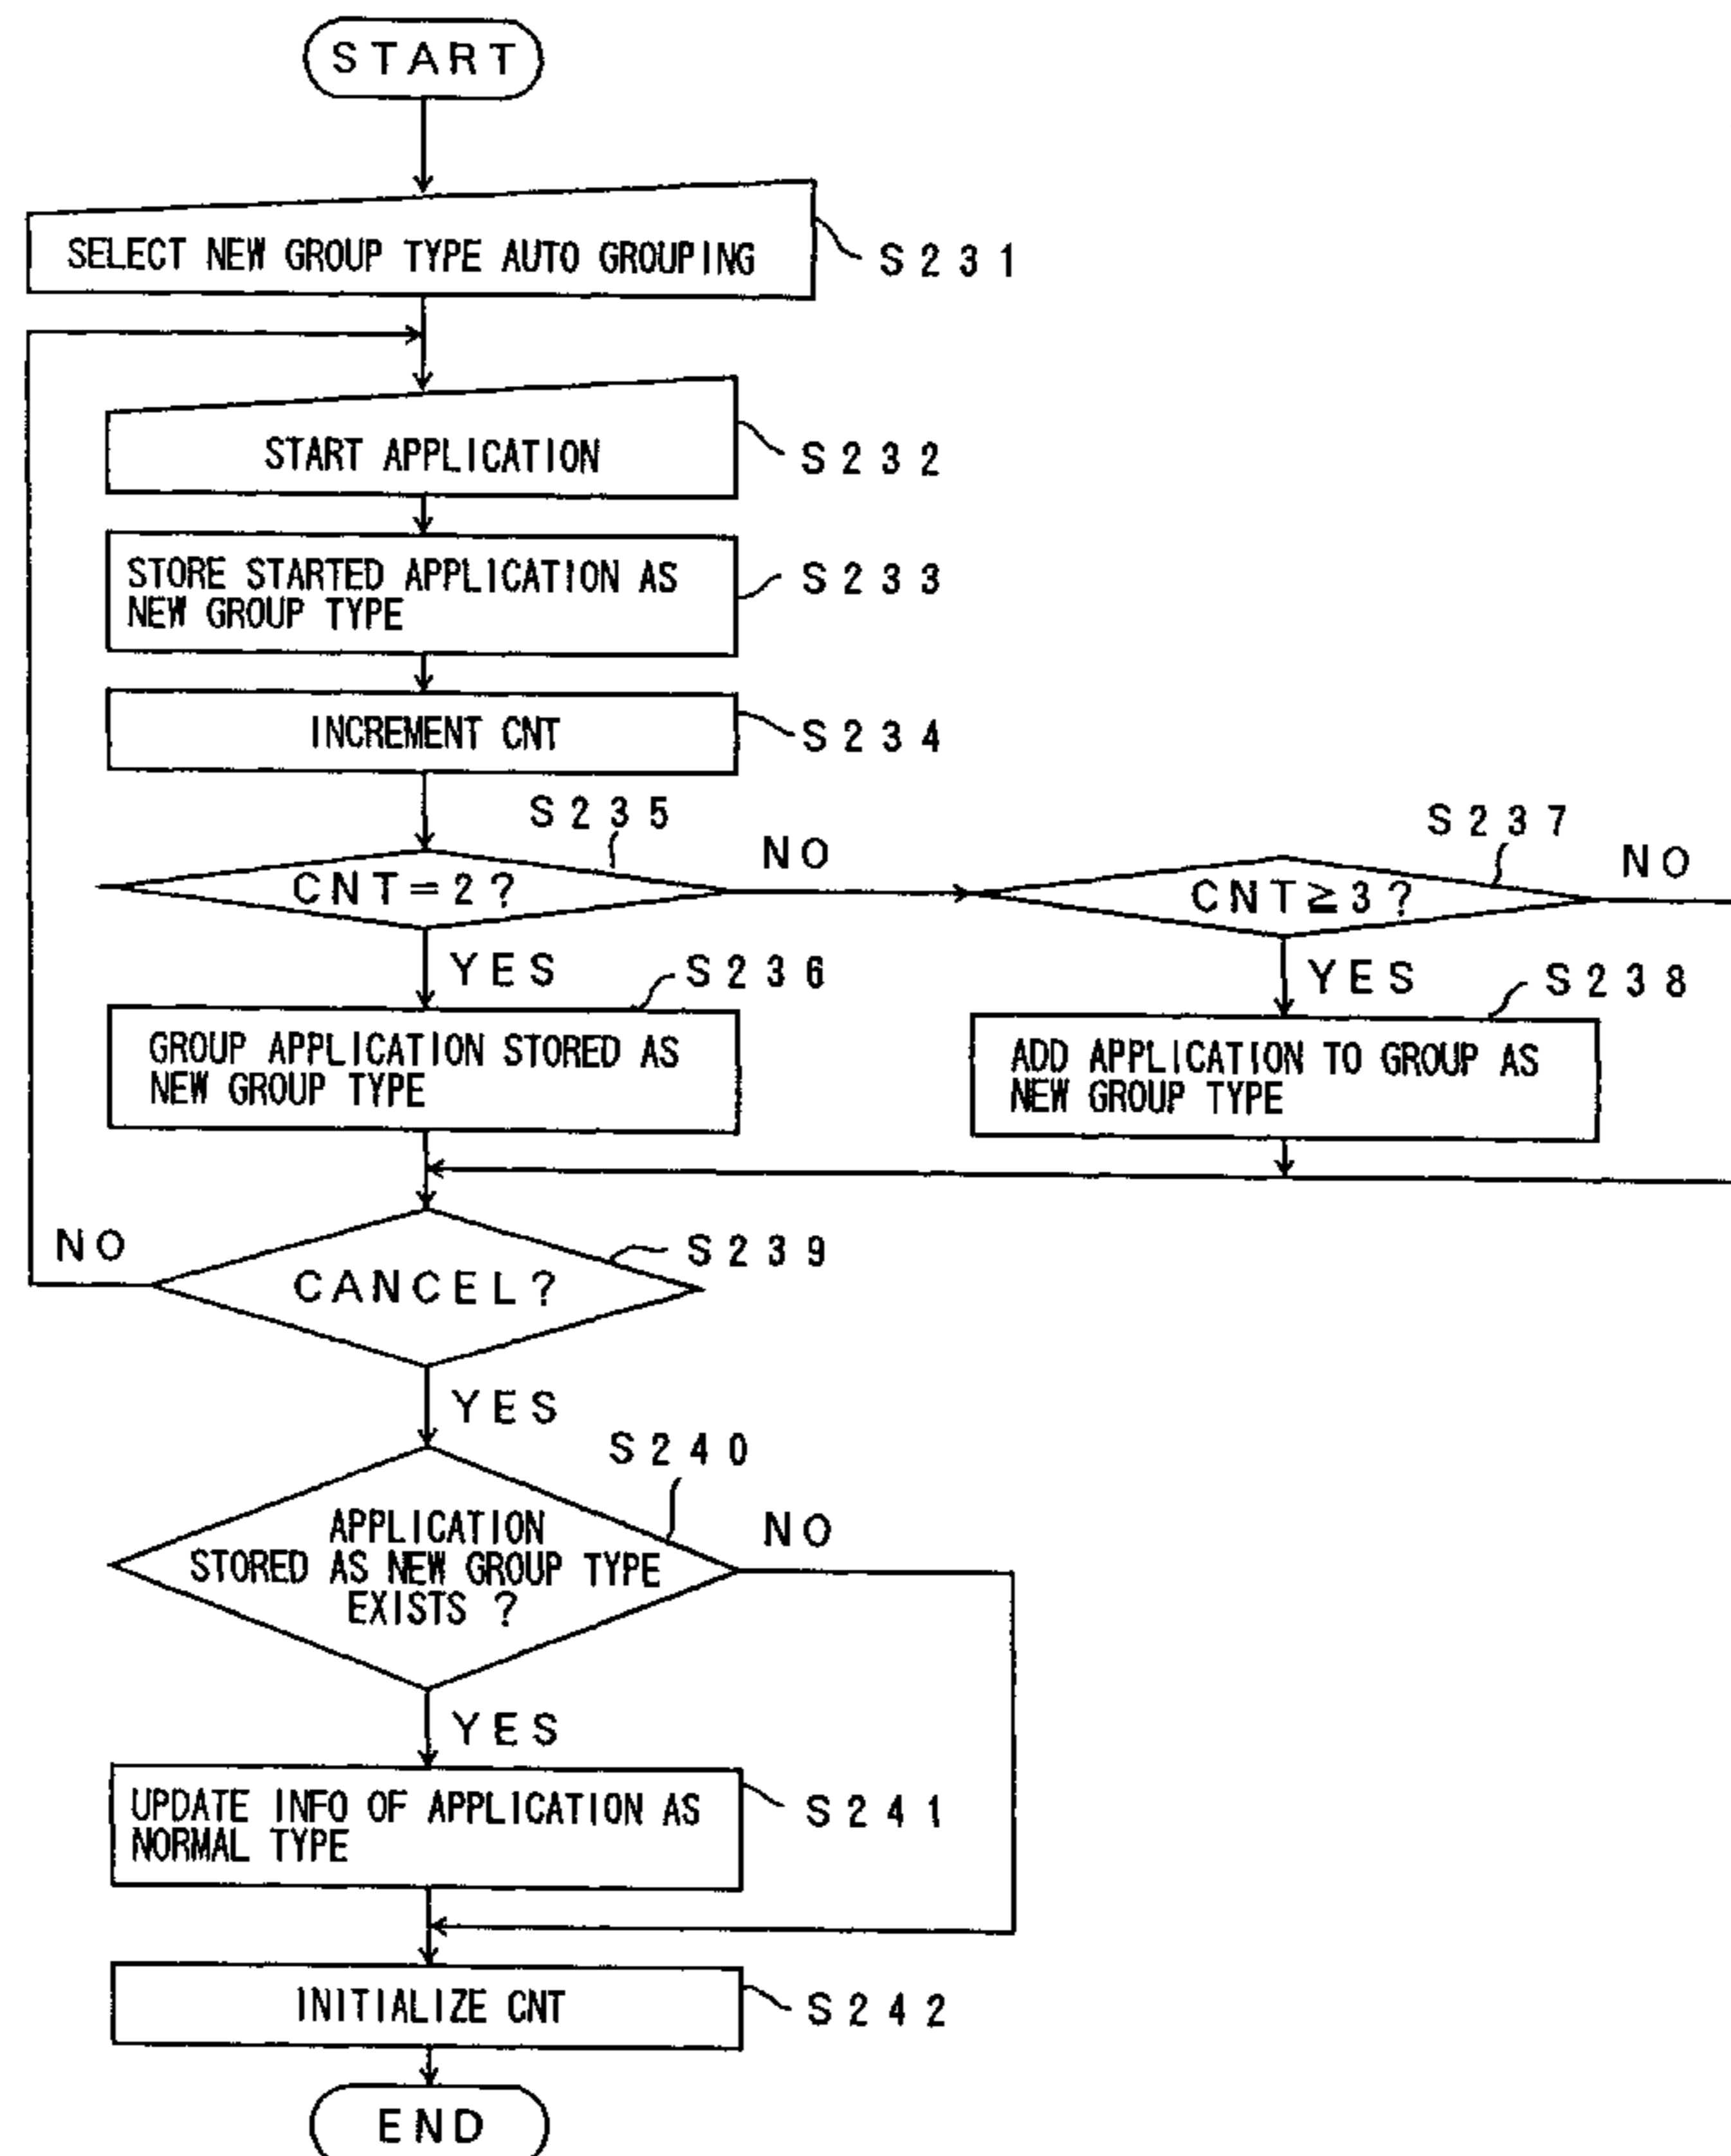 START
SELECT NEW GROUP TYPE AUTO GROUPING
S231
START APPLICATION
S232
STORE STARTED APPLICATION AS
NEW GROUP TYPE
S233
INCREMENT CNT
S234
S235
CNT=2?
NO
S237
CNT≧3?
NO
YES
S236
GROUP APPLICATION STORED AS
NEW GROUP TYPE
YES
S238
ADD APPLICATION TO GROUP AS
NEW GROUP TYPE
NO
S239
CANCEL?
YES
S240
APPLICATION
STORED AS NEW GROUP TYPE
EXISTS ?
NO
YES
UPDATE INFO OF APPLICATION AS
NORMAL TYPE
S241
INITIALIZE CNT
S242
END